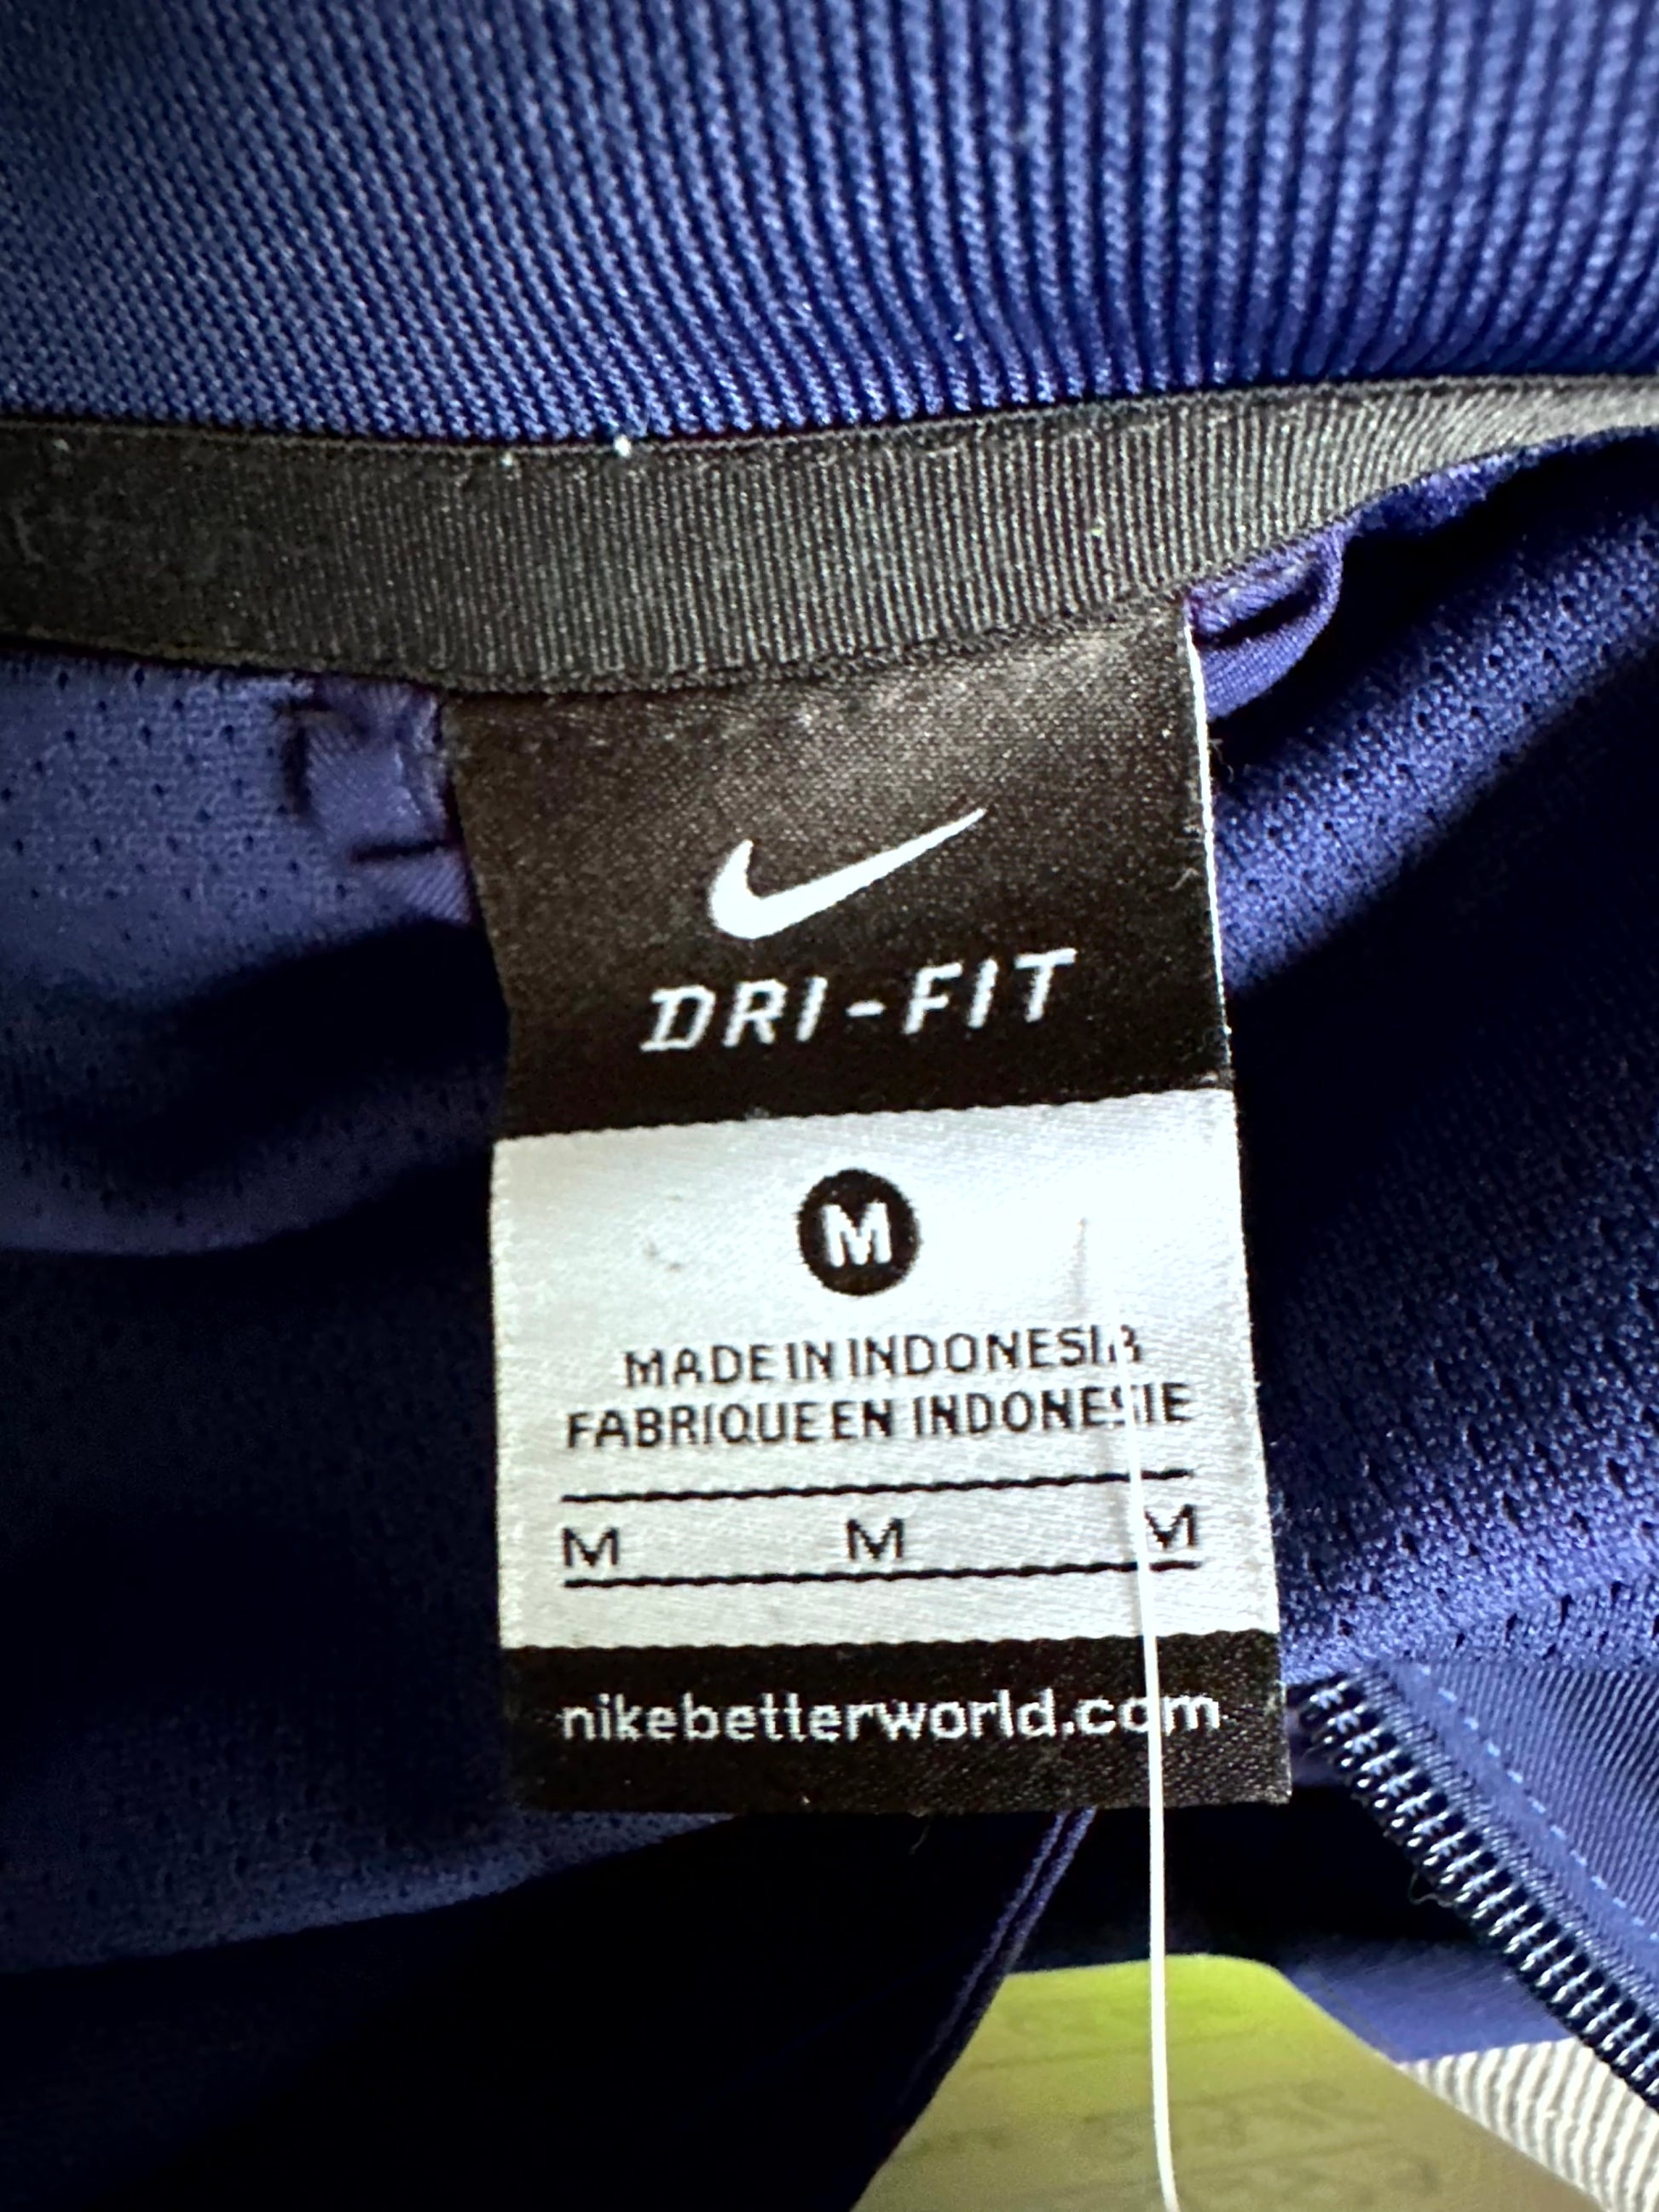 DRI-FIT
M
MADE IN INDONESIA
FABRIQUE EN INDONESIE
M M M
nikebetterworld.com